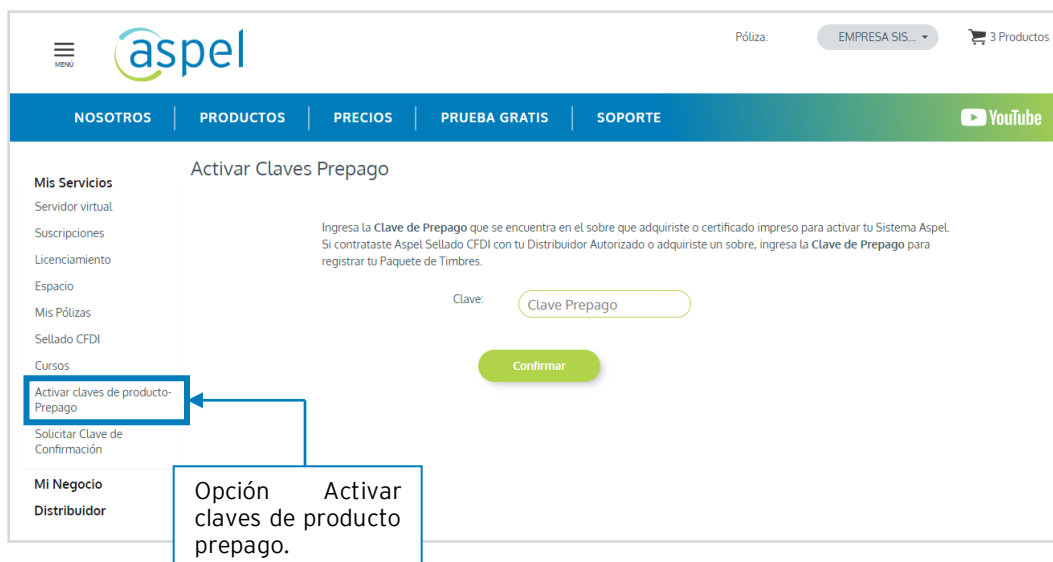 MENÚ
aspel
Póliza:
EMPRESA SIS...
3 Productos
NOSOTROS
PRODUCTOS
PRECIOS
PRUEBA GRATIS
SOPORTE
YouTube
Mis Servicios
Servidor virtual
Suscripciones
Licenciamiento
Espacio
Mis Pólizas
Sellado CFDI
Cursos
Activar claves de producto-
Prepago
Solicitar Clave de
Confirmación
Mi Negocio
Distribuidor
Activar Claves Prepago
Ingresa la Clave de Prepago que se encuentra en el sobre que adquiriste o certificado impreso para activar tu Sistema Aspel.
Si contrataste Aspel Sellado CFDI con tu Distribuidor Autorizado o adquiriste un sobre, ingresa la Clave de Prepago para
registrar tu Paquete de Timbres.
Clave:
Clave Prepago
Confirmar
Opción Activar
claves de producto
prepago.